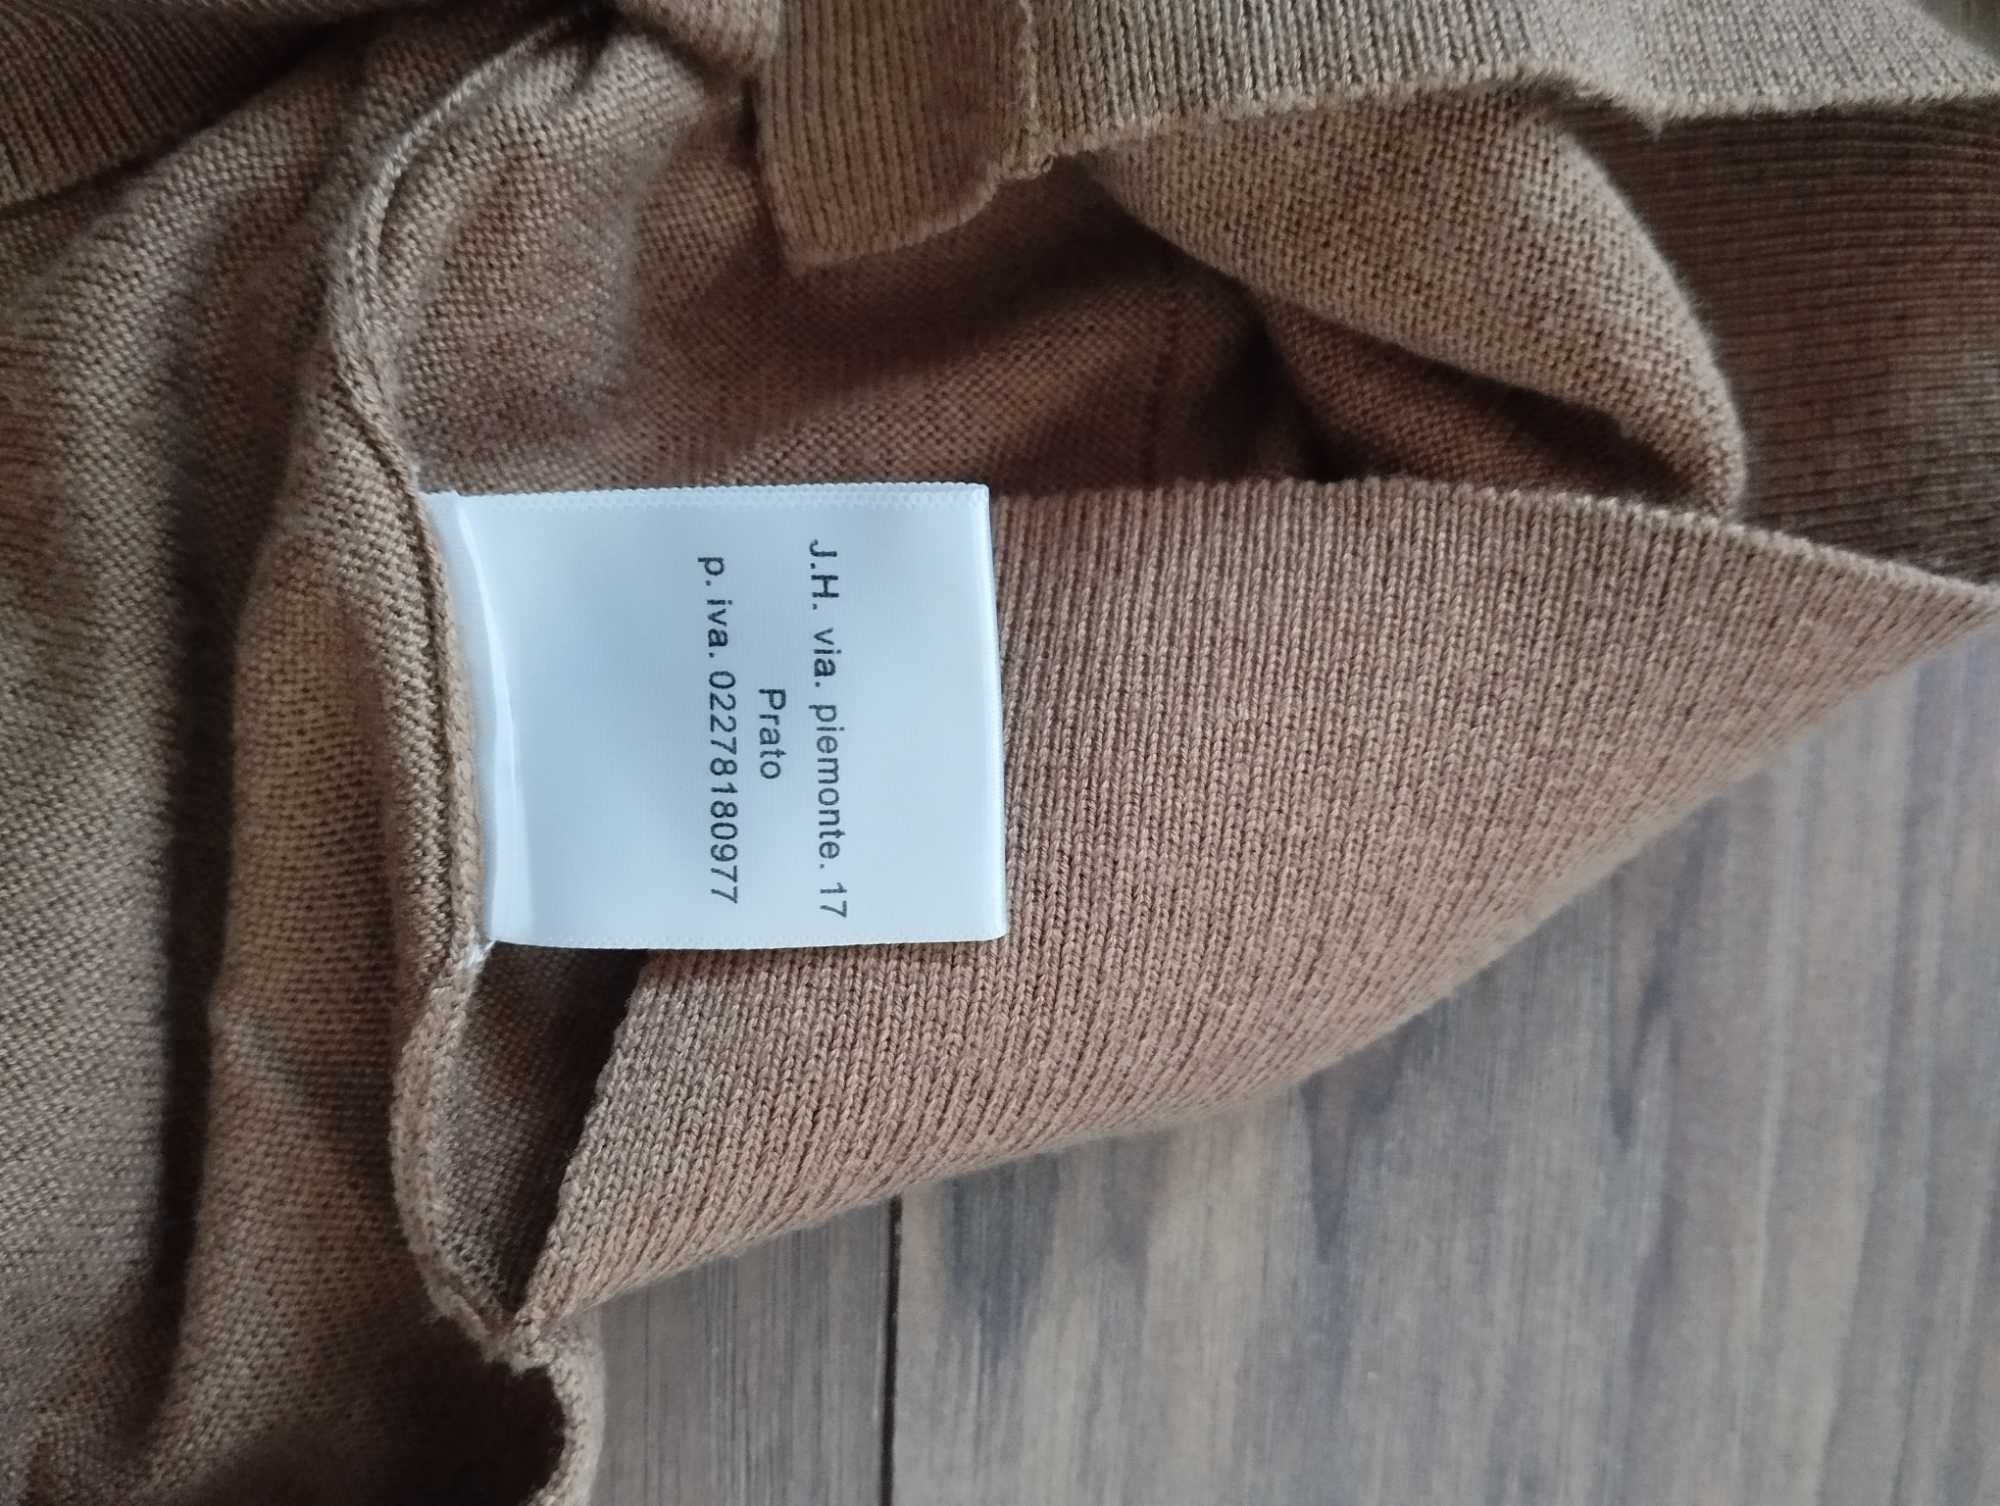 J.H. via. piemonte. 17
Prato
p. iva. 02278180977